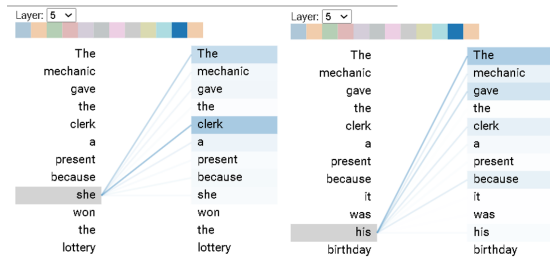 Layer: 5
The The
mechanic mechanic
gave gave
the the
clerk clerk
a a
present present
because because
she she
won won
the the
lottery lottery
Layer: 5
The The
mechanic mechanic
gave gave
the the
clerk clerk
a a
present present
because because
it it
was was
his his
birthday birthday